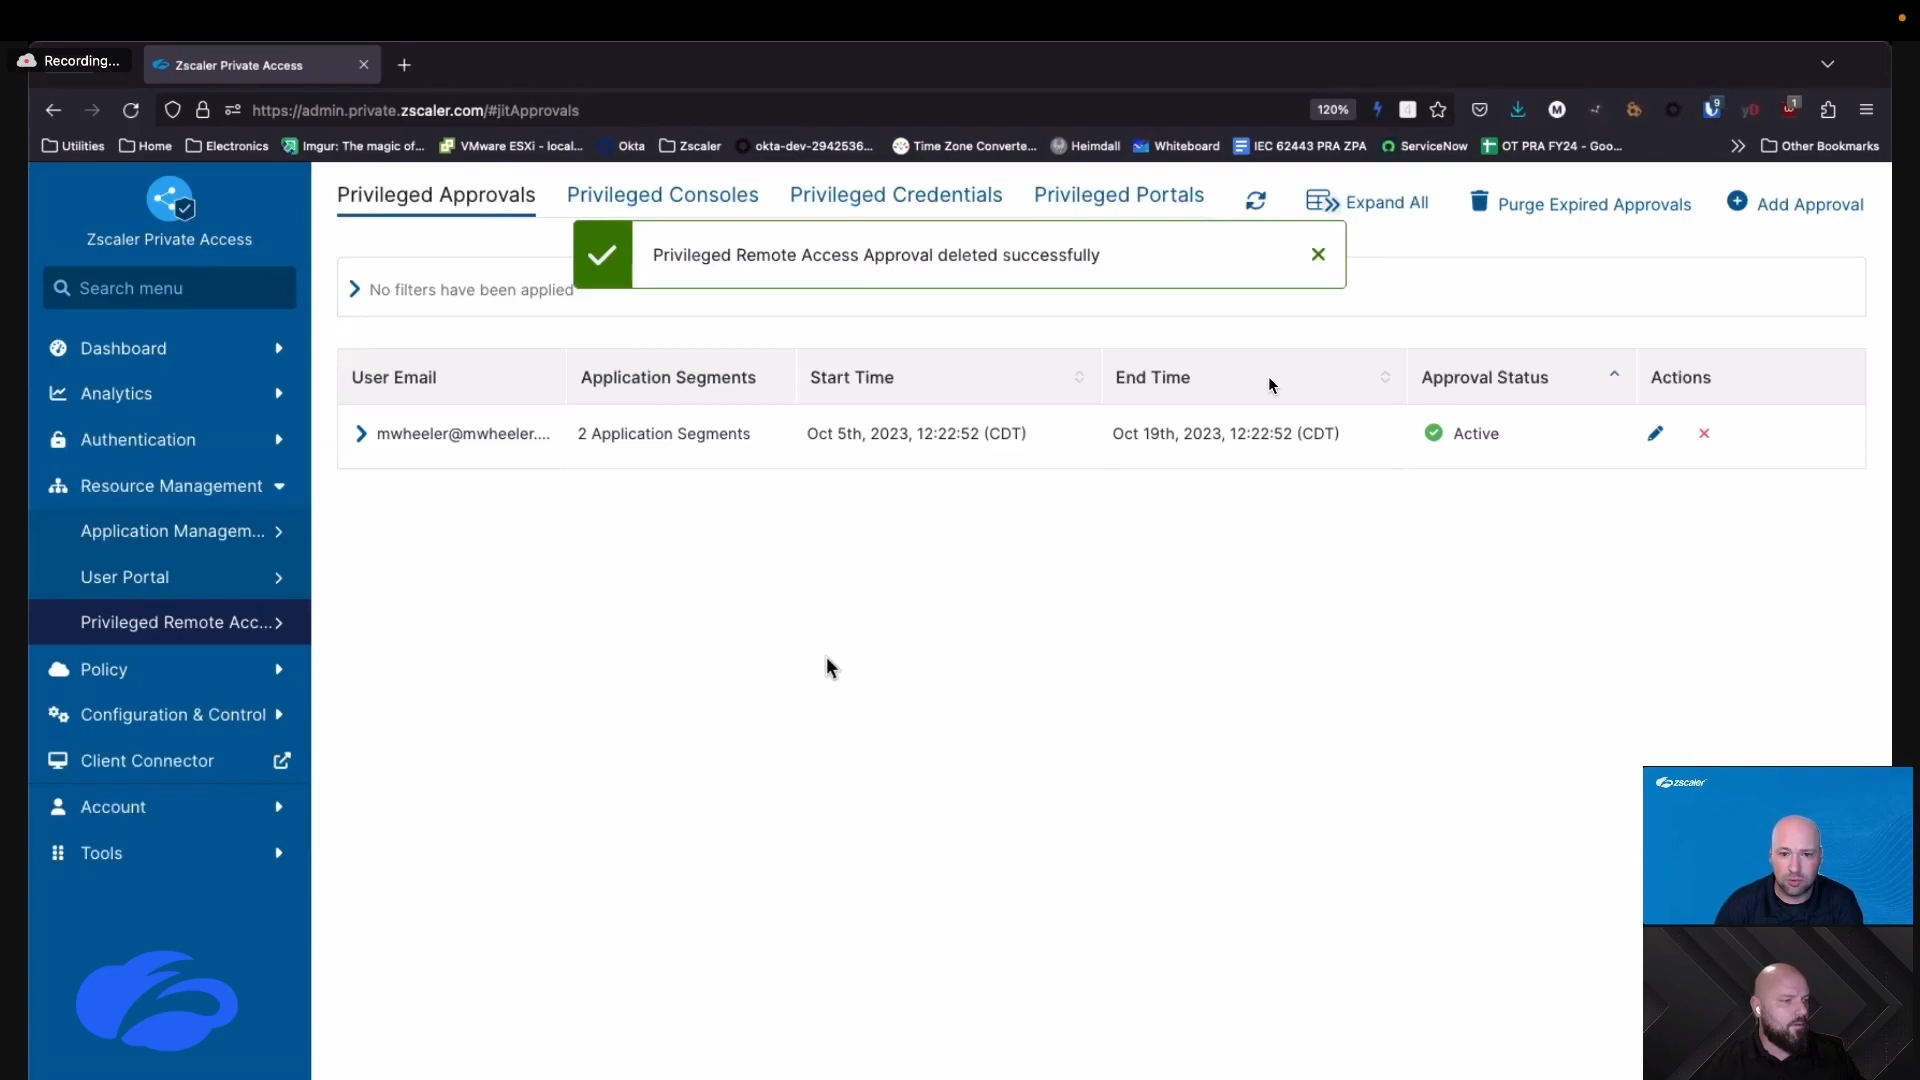 Recording...
Zscaler Private Access
https://admin.private.zscaler.com/#jitApprovals
120%
9
1
Utilities
Home
Electronics
Imgur: The magic of...
VMware ESXi - local...
Okta
Zscaler
okta-dev-2942536...
Time Zone Converte...
Heimdall
Whiteboard
IEC 62443 PRA ZPA
ServiceNow
OT PRA FY24 - Goo...
Other Bookmarks
Zscaler Private Access
Search menu
Dashboard
Analytics
Authentication
Resource Management
Application Managem...
User Portal
Privileged Remote Acc...
Policy
Configuration & Control
Client Connector
Account
Tools
Privileged Approvals
Privileged Consoles
Privileged Credentials
Privileged Portals
Expand All
Purge Expired Approvals
Add Approval
Privileged Remote Access Approval deleted successfully
No filters have been applied
User Email
Application Segments
Start Time
End Time
Approval Status
Actions
mwheeler@mwheeler....
2 Application Segments
Oct 5th, 2023, 12:22:52 (CDT)
Oct 19th, 2023, 12:22:52 (CDT)
Active
zscaler